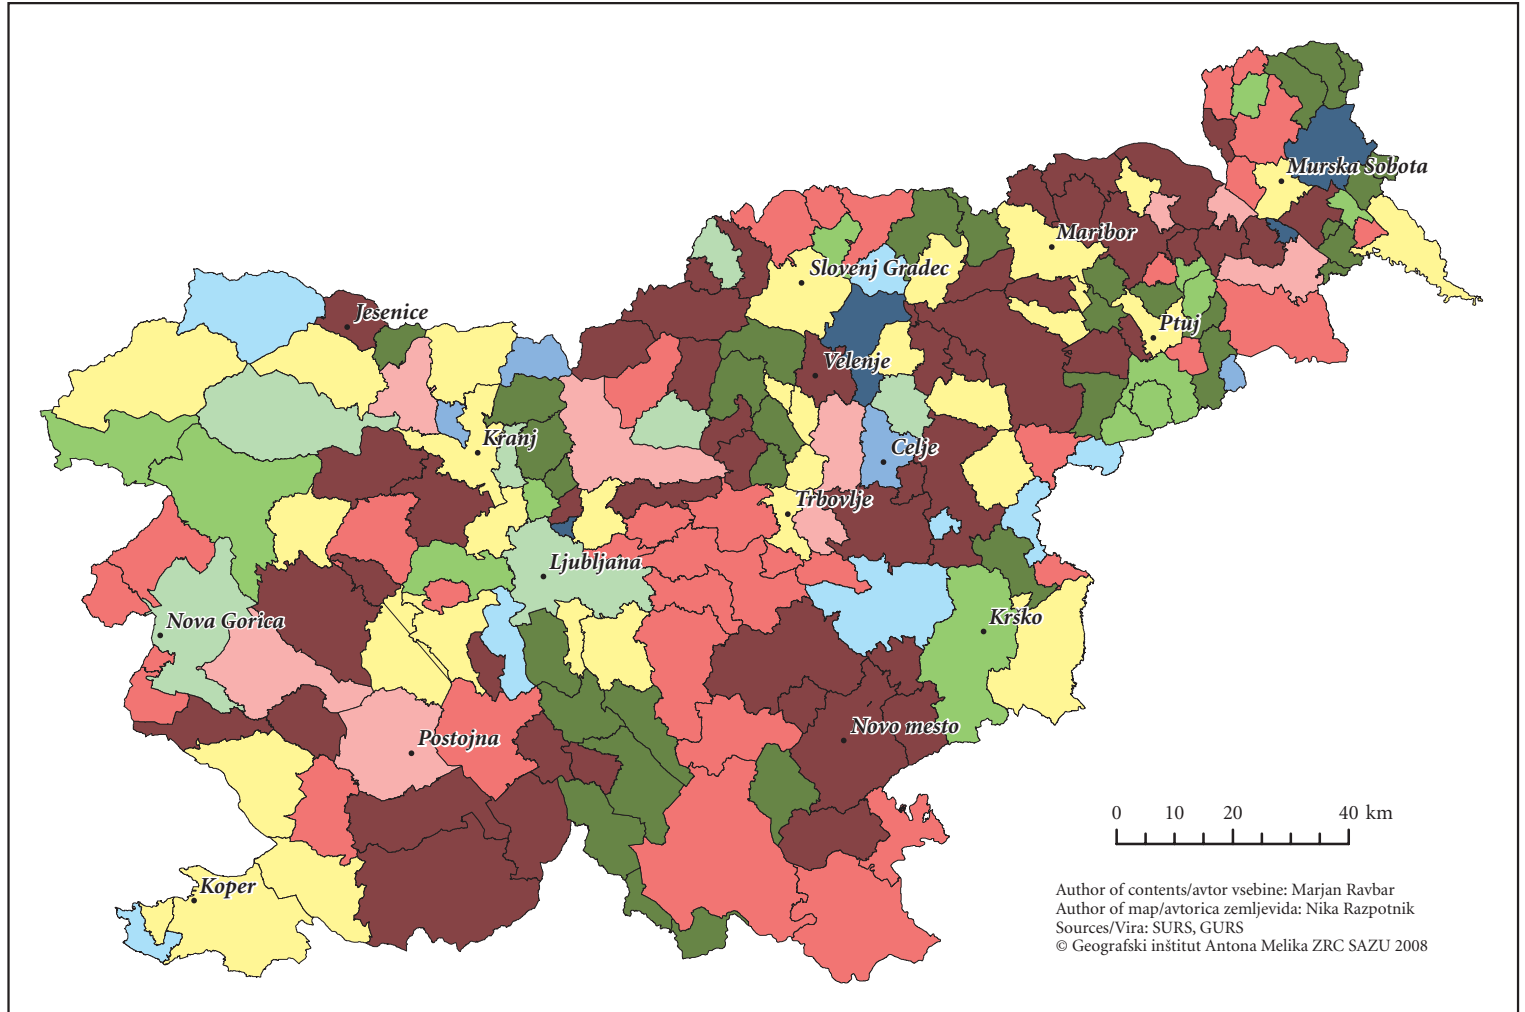 Murska Sobota
Maribor
Slovenj Gradec
Jesenice
Ptuj
Velenje
Kranj
Celje
Trbovlje
Ljubljana
Nova Gorica
Krško
Postojna
Novo mesto
Koper
0 10 20 40 km
Author of contents/avtor vsebine: Marjan Ravbar
Author of map/avtorica zemljevida: Nika Razpotnik
Sources/Vira: SURS, GURS
© Geografski inštitut Antona Melika ZRC SAZU 2008